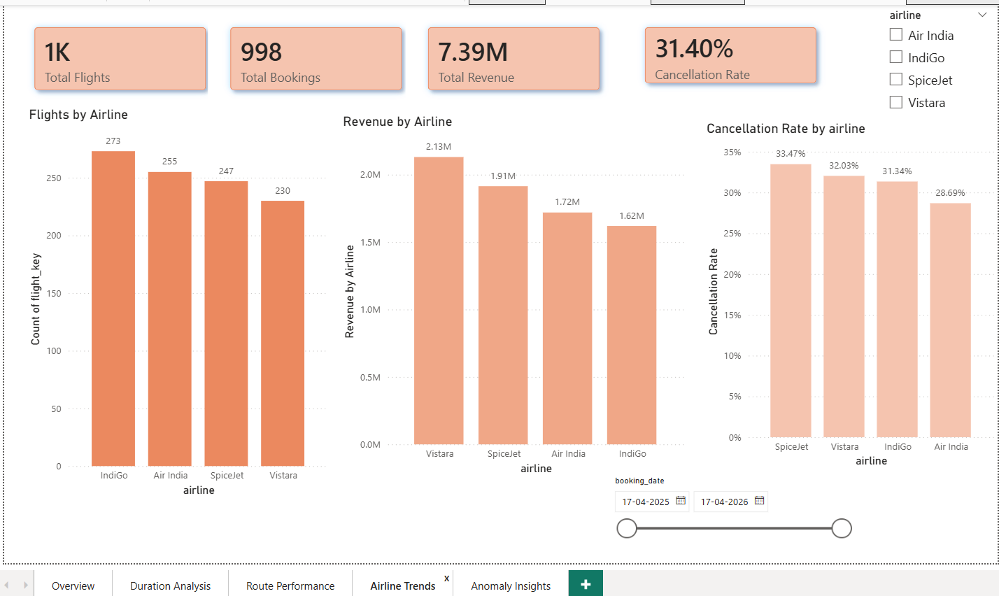 1K
Total Flights
998
Total Bookings
7.39M
Total Revenue
31.40%
Cancellation Rate
airline
Air India
IndiGo
SpiceJet
Vistara
Flights by Airline
273
255
247
230
250
200
150
100
50
0
Count of flight_key
IndiGo Air India SpiceJet Vistara
airline
Revenue by Airline
2.13M
1.91M
1.72M
1.62M
2.0M
1.5M
1.0M
0.5M
0.0M
Revenue by Airline
Vistara SpiceJet Air India IndiGo
airline
Cancellation Rate by airline
33.47%
32.03%
31.34%
28.69%
35%
30%
25%
20%
15%
10%
5%
0%
Cancellation Rate
SpiceJet Vistara IndiGo Air India
airline
booking_date
17-04-2025 17-04-2026
Overview Duration Analysis Route Performance Airline Trends x Anomaly Insights +